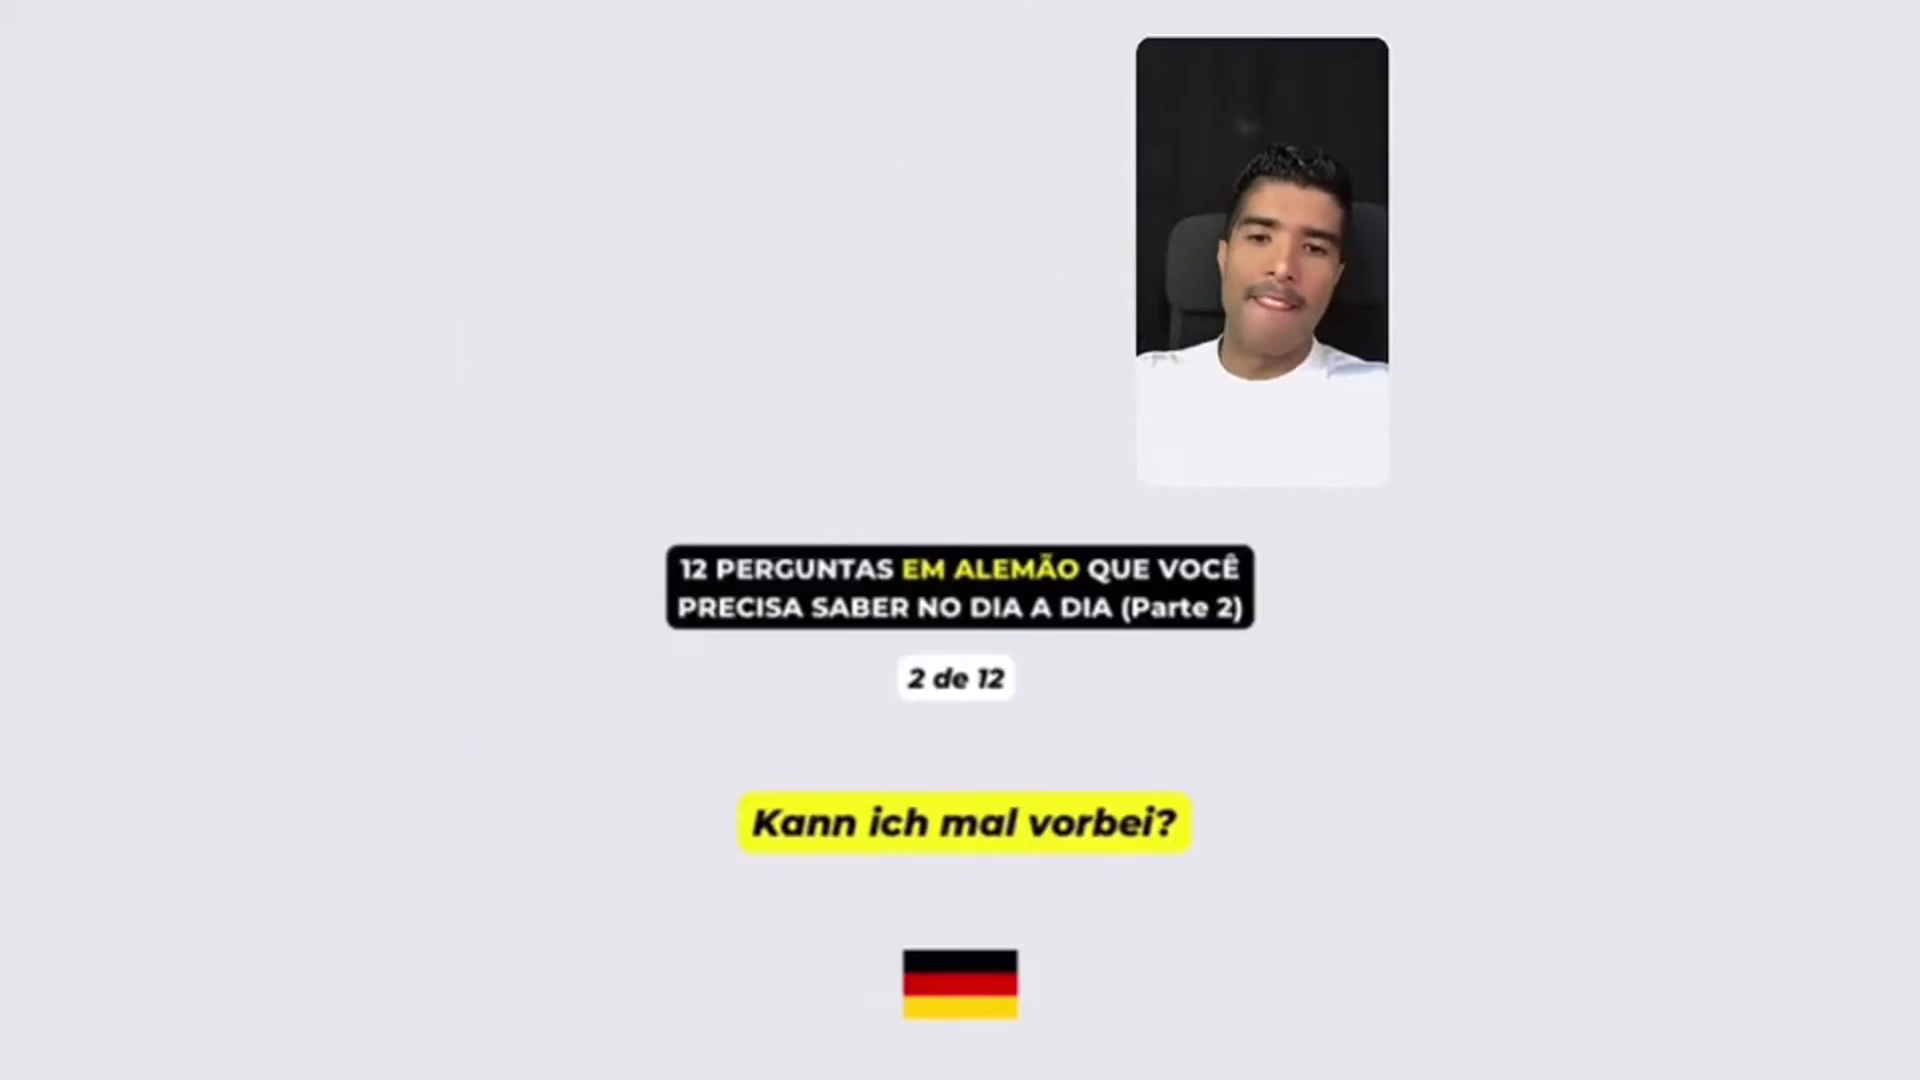 12 PERGUNTAS EM ALEMÃO QUE VOCÊ
PRECISA SABER NO DIA A DIA (Parte 2)
2 de 12
Kann ich mal vorbei?